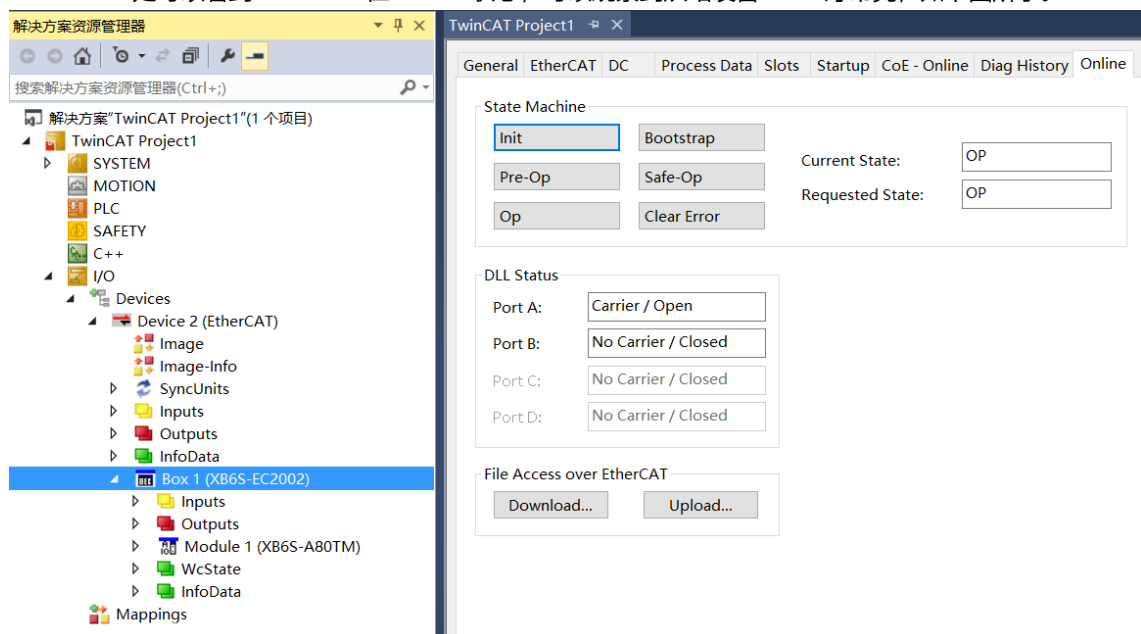 解决方案资源管理器
搜索解决方案资源管理器(Ctrl+;)
解决方案"TwinCAT Project1"(1 个项目)
TwinCAT Project1
SYSTEM
MOTION
PLC
SAFETY
C++
I/O
Devices
Device 2 (EtherCAT)
Image
Image-Info
SyncUnits
Inputs
Outputs
InfoData
Box 1 (XB6S-EC2002)
Inputs
Outputs
Module 1 (XB6S-A80TM)
WcState
InfoData
Mappings
TwinCAT Project1
General EtherCAT DC Process Data Slots Startup CoE - Online Diag History Online
State Machine
Init Bootstrap
Pre-Op Safe-Op
Op Clear Error
Current State: OP
Requested State: OP
DLL Status
Port A: Carrier / Open
Port B: No Carrier / Closed
Port C: No Carrier / Closed
Port D: No Carrier / Closed
File Access over EtherCAT
Download... Upload...